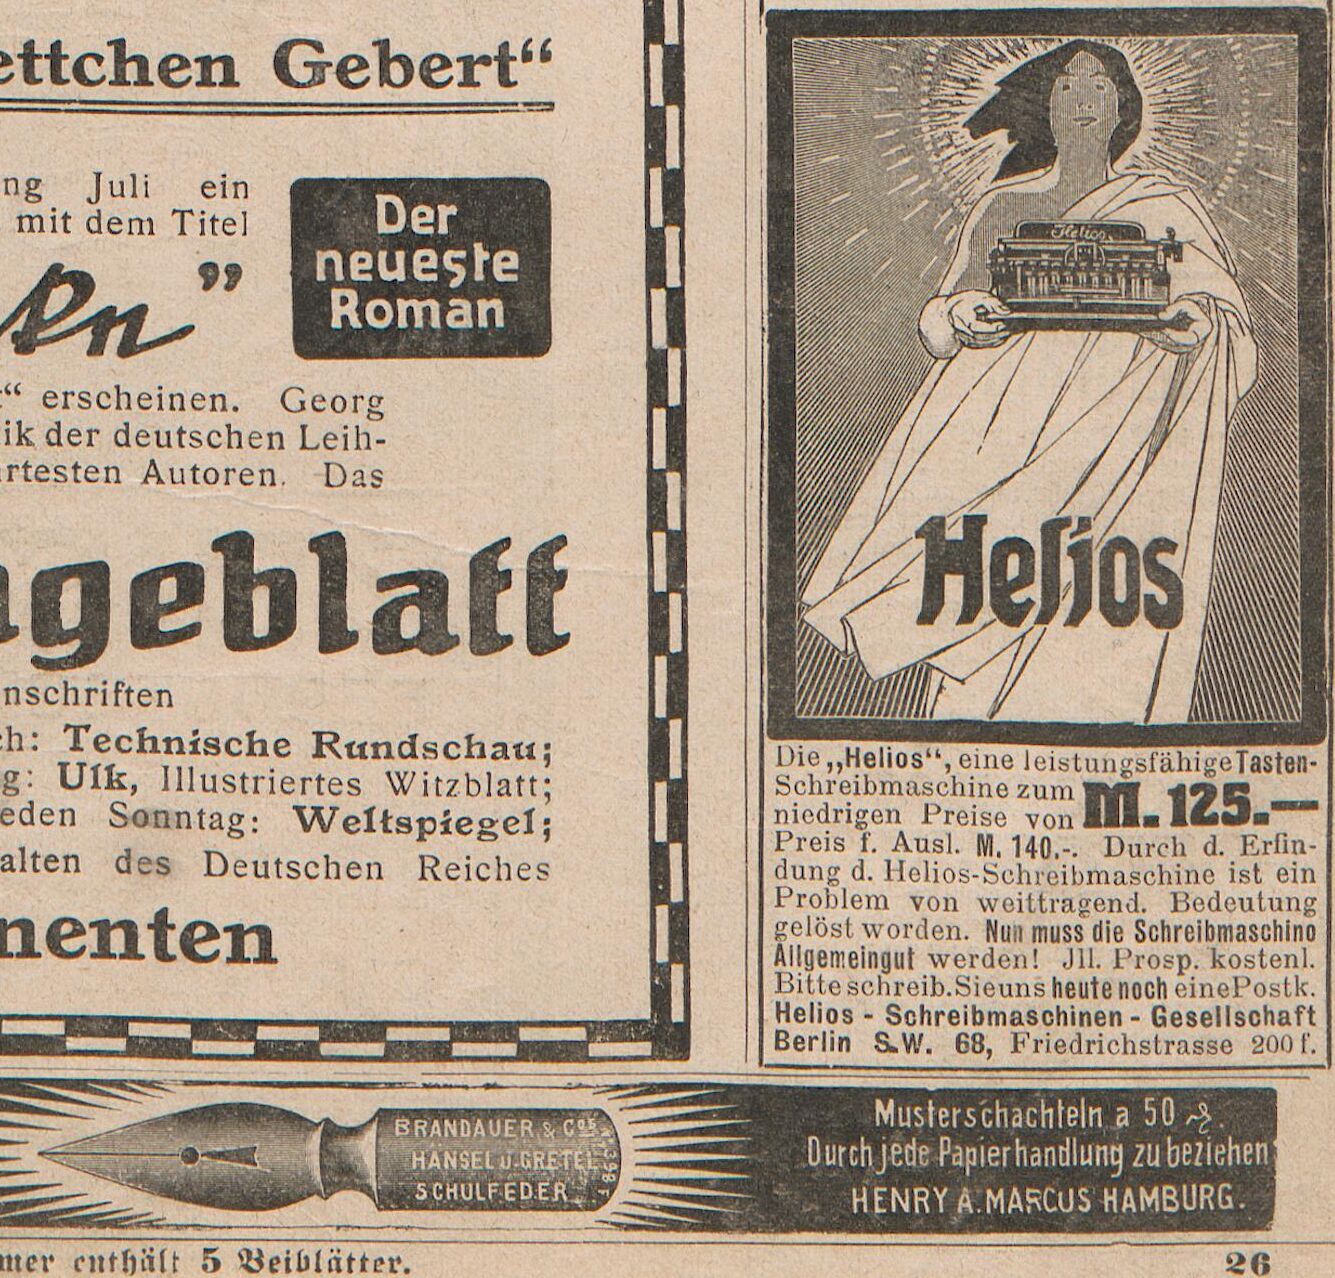 ettchen Gebert“
ng Juli ein
mit dem Titel
en”
Der
neueste
Roman
“ erscheinen. Georg
ik der deutschen Leih-
rtesten Autoren. Das
ageblatt
nschriften
ch: Technische Rundschau;
g: Ulk, Illustriertes Witzblatt;
eden Sonntag: Weltspiegel;
alten des Deutschen Reiches
nenten
Helios
Helios
Die „Helios“, eine leistungsfähige Tasten-
Schreibmaschine zum
niedrigen Preise von M. 125.—
Preis f. Ausl. M. 140.-. Durch d. Erfin-
dung d. Helios-Schreibmaschine ist ein
Problem von weittragend. Bedeutung
gelöst worden. Nun muss die Schreibmaschine
Allgemeingut werden! Jll. Prosp. kostenl.
Bitte schreib. Sie uns heute noch eine Postk.
Helios - Schreibmaschinen - Gesellschaft
Berlin S.W. 68, Friedrichstrasse 200 f.
BRANDAUER & Cos
HÄNSEL U. GRETEL
SCHULFEDER
Musterschachteln a 50 ₰.
Durch jede Papierhandlung zu beziehen
HENRY A. MARCUS HAMBURG.
mer enthält 5 Beiblätter.
26